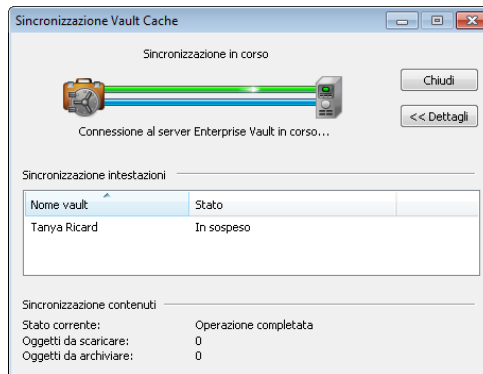 Sincronizzazione Vault Cache
Sincronizzazione in corso
Chiudi
<< Dettagli
Connessione al server Enterprise Vault in corso...
Sincronizzazione intestazioni
Nome vault Stato
Tanya Ricard In sospeso
Sincronizzazione contenuti
Stato corrente: Operazione completata
Oggetti da scaricare: 0
Oggetti da archiviare: 0